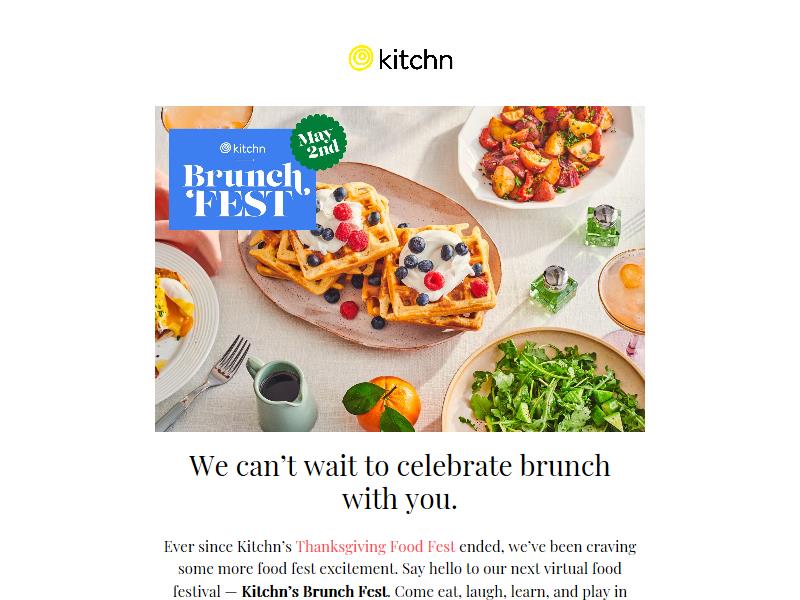 kitchn
May
2nd
kitchn
Brunch
FEST
We can’t wait to celebrate brunch
with you.
Ever since Kitchn’s Thanksgiving Food Fest ended, we’ve been craving
some more food fest excitement. Say hello to our next virtual food
festival — Kitchn’s Brunch Fest. Come eat, laugh, learn, and play in